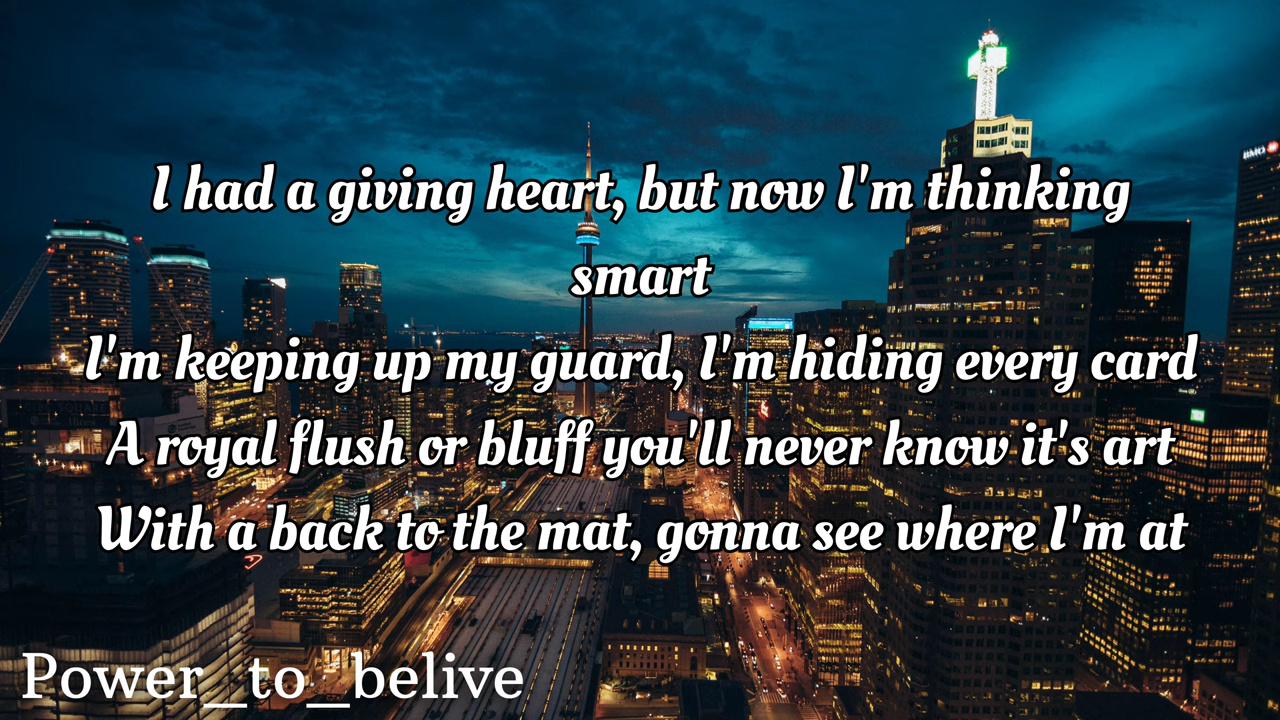 I had a giving heart, but now I'm thinking
smart
I'm keeping up my guard, I'm hiding every card
A royal flush or bluff you'll never know it's art
With a back to the mat, gonna see where I'm at
Power_to_belive
BMO